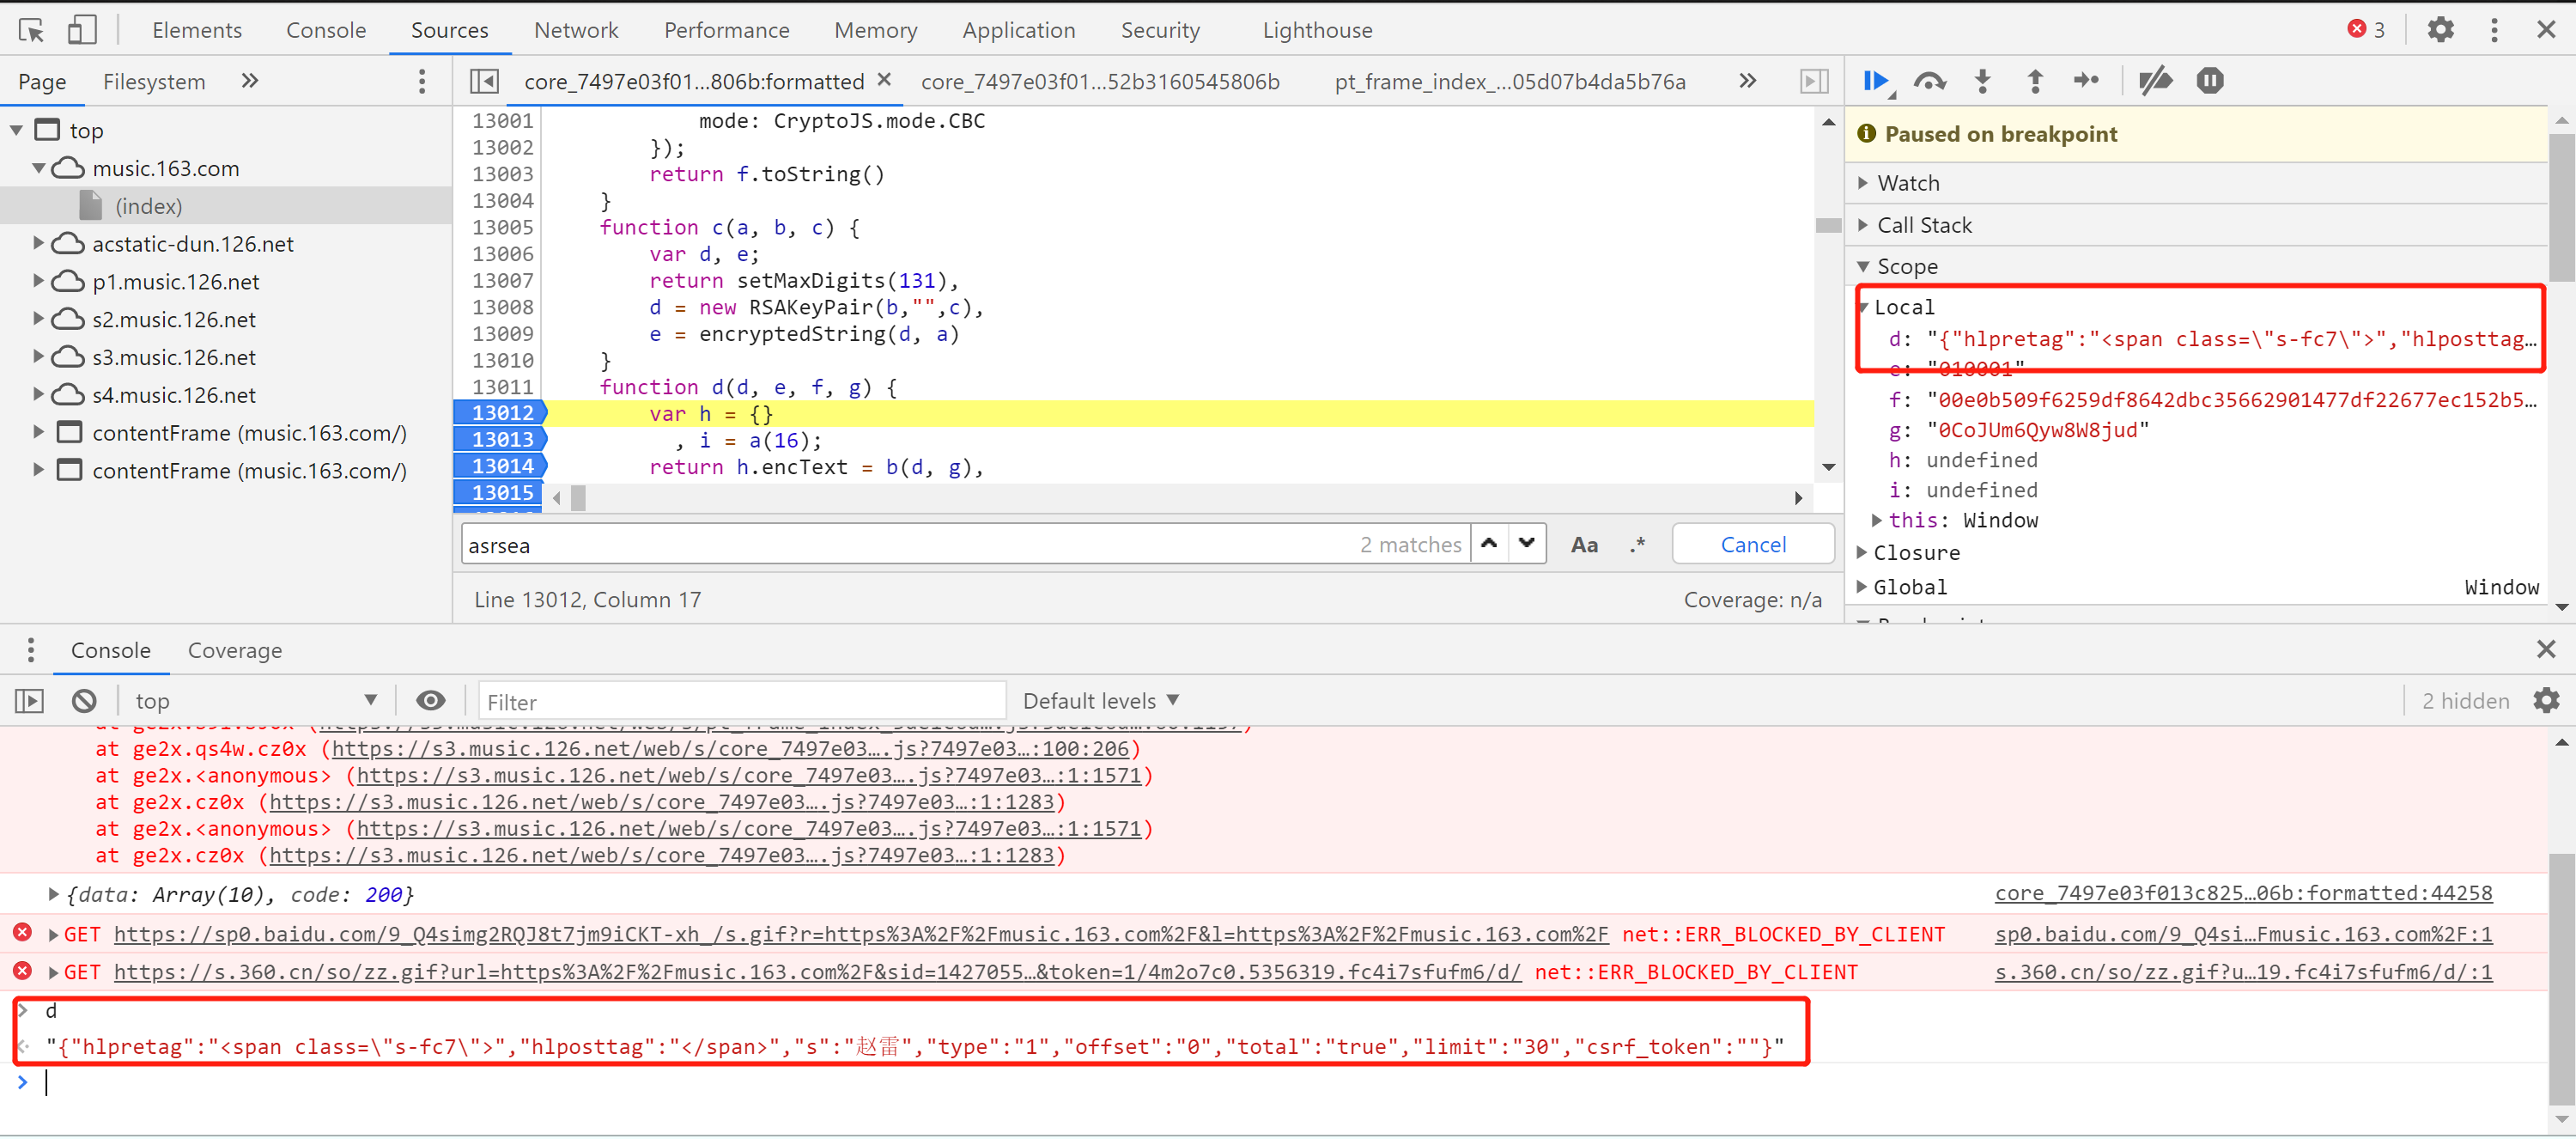 Elements Console Sources Network Performance Memory Application Security Lighthouse 3
Page Filesystem
core_7497e03f01...806b:formatted core_7497e03f01...52b3160545806b pt_frame_index_...05d07b4da5b76a
top
music.163.com
(index)
acstatic-dun.126.net
p1.music.126.net
s2.music.126.net
s3.music.126.net
s4.music.126.net
contentFrame (music.163.com/)
contentFrame (music.163.com/)
13001 mode: CryptoJS.mode.CBC
13002 });
13003 return f.toString()
13004 }
13005 function c(a, b, c) {
13006 var d, e;
13007 return setMaxDigits(131),
13008 d = new RSAKeyPair(b,"",c),
13009 e = encryptedString(d, a)
13010 }
13011 function d(d, e, f, g) {
13012 var h = {}
13013 , i = a(16);
13014 return h.encText = b(d, g),
13015
asrsea 2 matches Aa .* Cancel
Line 13012, Column 17 Coverage: n/a
Paused on breakpoint
Watch
Call Stack
Scope
Local
d: "{"hlpretag":"<span class=\"s-fc7\">","hlposttag…
e: "010001"
f: "00e0b509f6259df8642dbc35662901477df22677ec152b5…
g: "0CoJUm6Qyw8W8jud"
h: undefined
i: undefined
this: Window
Closure
Global Window
Console Coverage
top Filter Default levels 2 hidden
at ge2x.qs4w.cz0x (https://s3.music.126.net/web/s/core_7497e03….js?7497e03…:100:206)
at ge2x.<anonymous> (https://s3.music.126.net/web/s/core_7497e03….js?7497e03…:1:1571)
at ge2x.cz0x (https://s3.music.126.net/web/s/core_7497e03….js?7497e03…:1:1283)
at ge2x.<anonymous> (https://s3.music.126.net/web/s/core_7497e03….js?7497e03…:1:1571)
at ge2x.cz0x (https://s3.music.126.net/web/s/core_7497e03….js?7497e03…:1:1283)
{data: Array(10), code: 200} core_7497e03f013c825…06b:formatted:44258
GET https://sp0.baidu.com/9_Q4simg2RQJ8t7jm9iCKT-xh_/s.gif?r=https%3A%2F%2Fmusic.163.com%2F&l=https%3A%2F%2Fmusic.163.com%2F net::ERR_BLOCKED_BY_CLIENT sp0.baidu.com/9_Q4si…Fmusic.163.com%2F:1
GET https://s.360.cn/so/zz.gif?url=https%3A%2F%2Fmusic.163.com%2F&sid=1427055…&token=1/4m2o7c0.5356319.fc4i7sfufm6/d/ net::ERR_BLOCKED_BY_CLIENT s.360.cn/so/zz.gif?u…19.fc4i7sfufm6/d/:1
d
"{"hlpretag":"<span class=\"s-fc7\">","hlposttag":"</span>","s":"赵雷","type":"1","offset":"0","total":"true","limit":"30","csrf_token":""}"